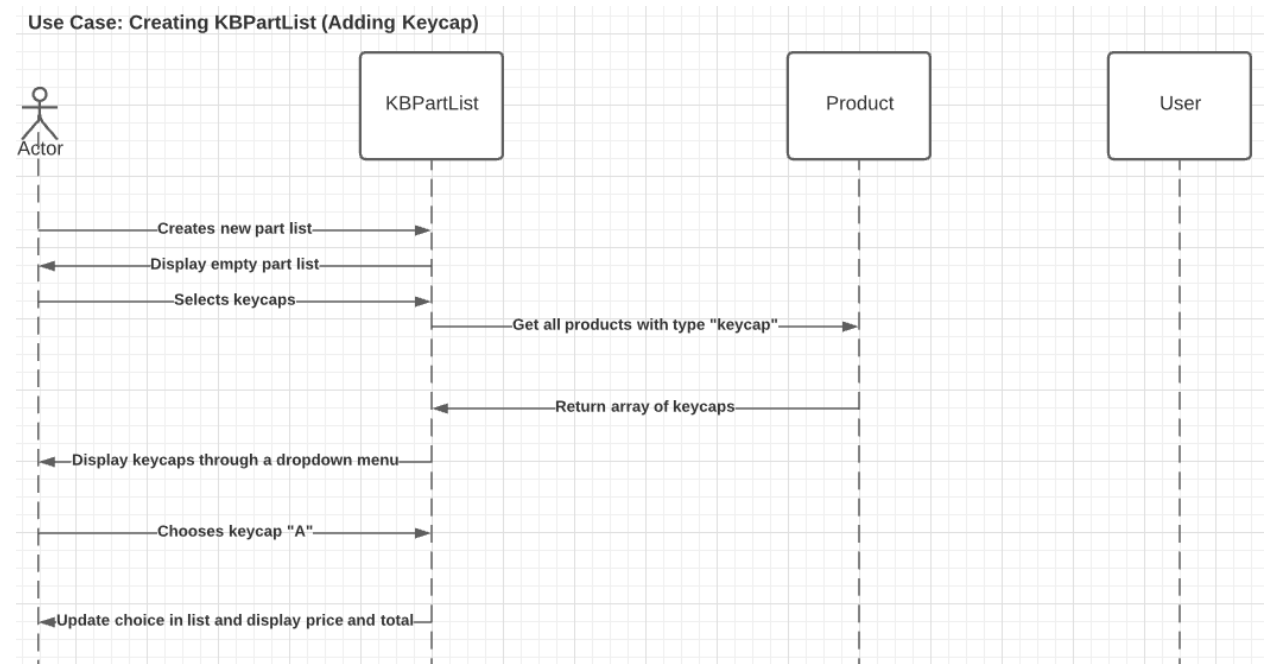 Use Case: Creating KBPartList (Adding Keycap)
Actor
KBPartList
Product
User
Creates new part list
Display empty part list
Selects keycaps
Get all products with type "keycap"
Return array of keycaps
Display keycaps through a dropdown menu
Chooses keycap "A"
Update choice in list and display price and total